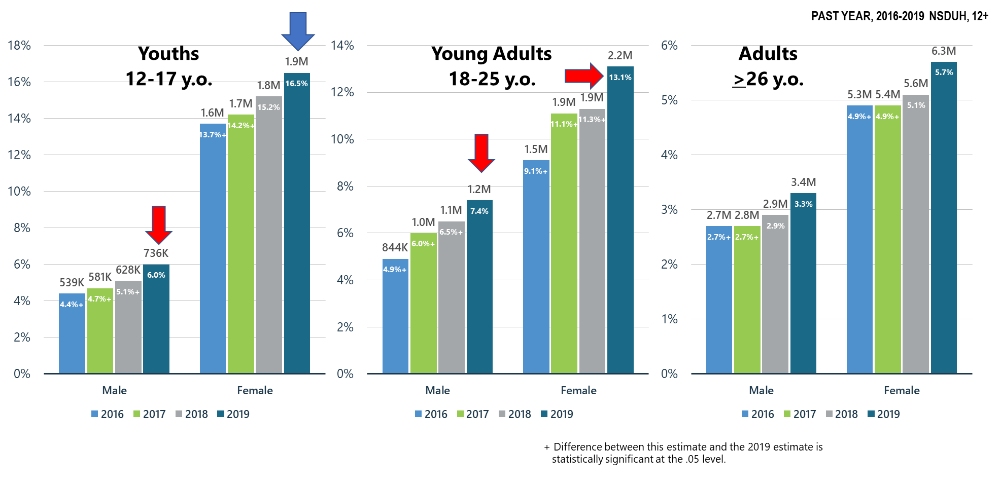 PAST YEAR, 2016-2019 NSDUH, 12+
Youths
12-17 y.o.
18%
16%
14%
12%
10%
8%
6%
4%
2%
0%
539K
581K
628K
736K
4.4%+
4.7%+
5.1%+
6.0%
1.6M
1.7M
1.8M
1.9M
13.7%+
14.2%+
15.2%
16.5%
Male Female
2016 2017 2018 2019
Young Adults
18-25 y.o.
14%
12%
10%
8%
6%
4%
2%
0%
844K
1.0M
1.1M
1.2M
4.9%+
6.0%+
6.5%+
7.4%
1.5M
1.9M
1.9M
2.2M
9.1%+
11.1%+
11.3%+
13.1%
Male Female
2016 2017 2018 2019
Adults
>26 y.o.
6%
5%
4%
3%
2%
1%
0%
2.7M
2.8M
2.9M
3.4M
2.7%+
2.7%+
2.9%
3.3%
5.3M
5.4M
5.6M
6.3M
4.9%+
4.9%+
5.1%
5.7%
Male Female
2016 2017 2018 2019
+ Difference between this estimate and the 2019 estimate is
statistically significant at the .05 level.